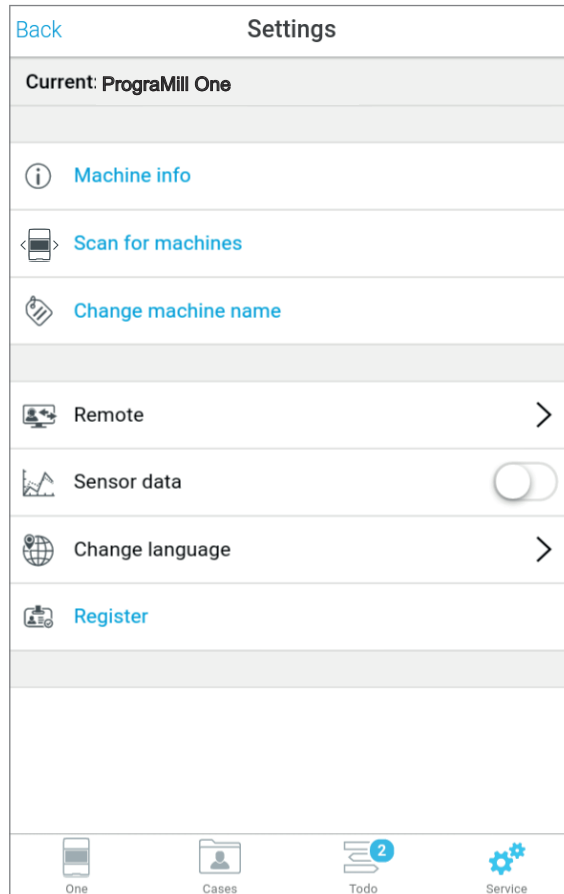 Back Settings
Current: PrograMill One
Machine info
Scan for machines
Change machine name
Remote
Sensor data
Change language
Register
2
One Cases Todo Service